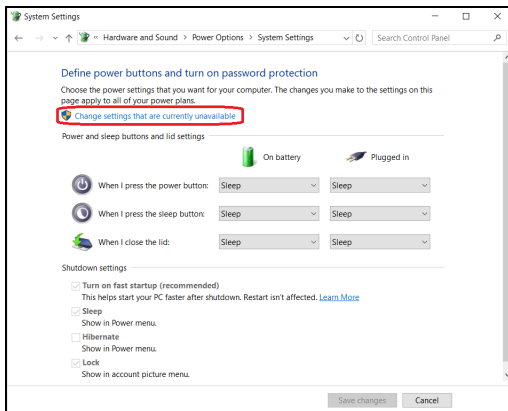 System Settings
« Hardware and Sound > Power Options > System Settings
Search Control Panel
Define power buttons and turn on password protection
Choose the power settings that you want for your computer. The changes you make to the settings on this
page apply to all of your power plans.
Change settings that are currently unavailable
Power and sleep buttons and lid settings
On battery Plugged in
When I press the power button: Sleep Sleep
When I press the sleep button: Sleep Sleep
When I close the lid: Sleep Sleep
Shutdown settings
Turn on fast startup (recommended)
This helps start your PC faster after shutdown. Restart isn't affected. Learn More
Sleep
Show in Power menu.
Hibernate
Show in Power menu.
Lock
Show in account picture menu.
Save changes Cancel